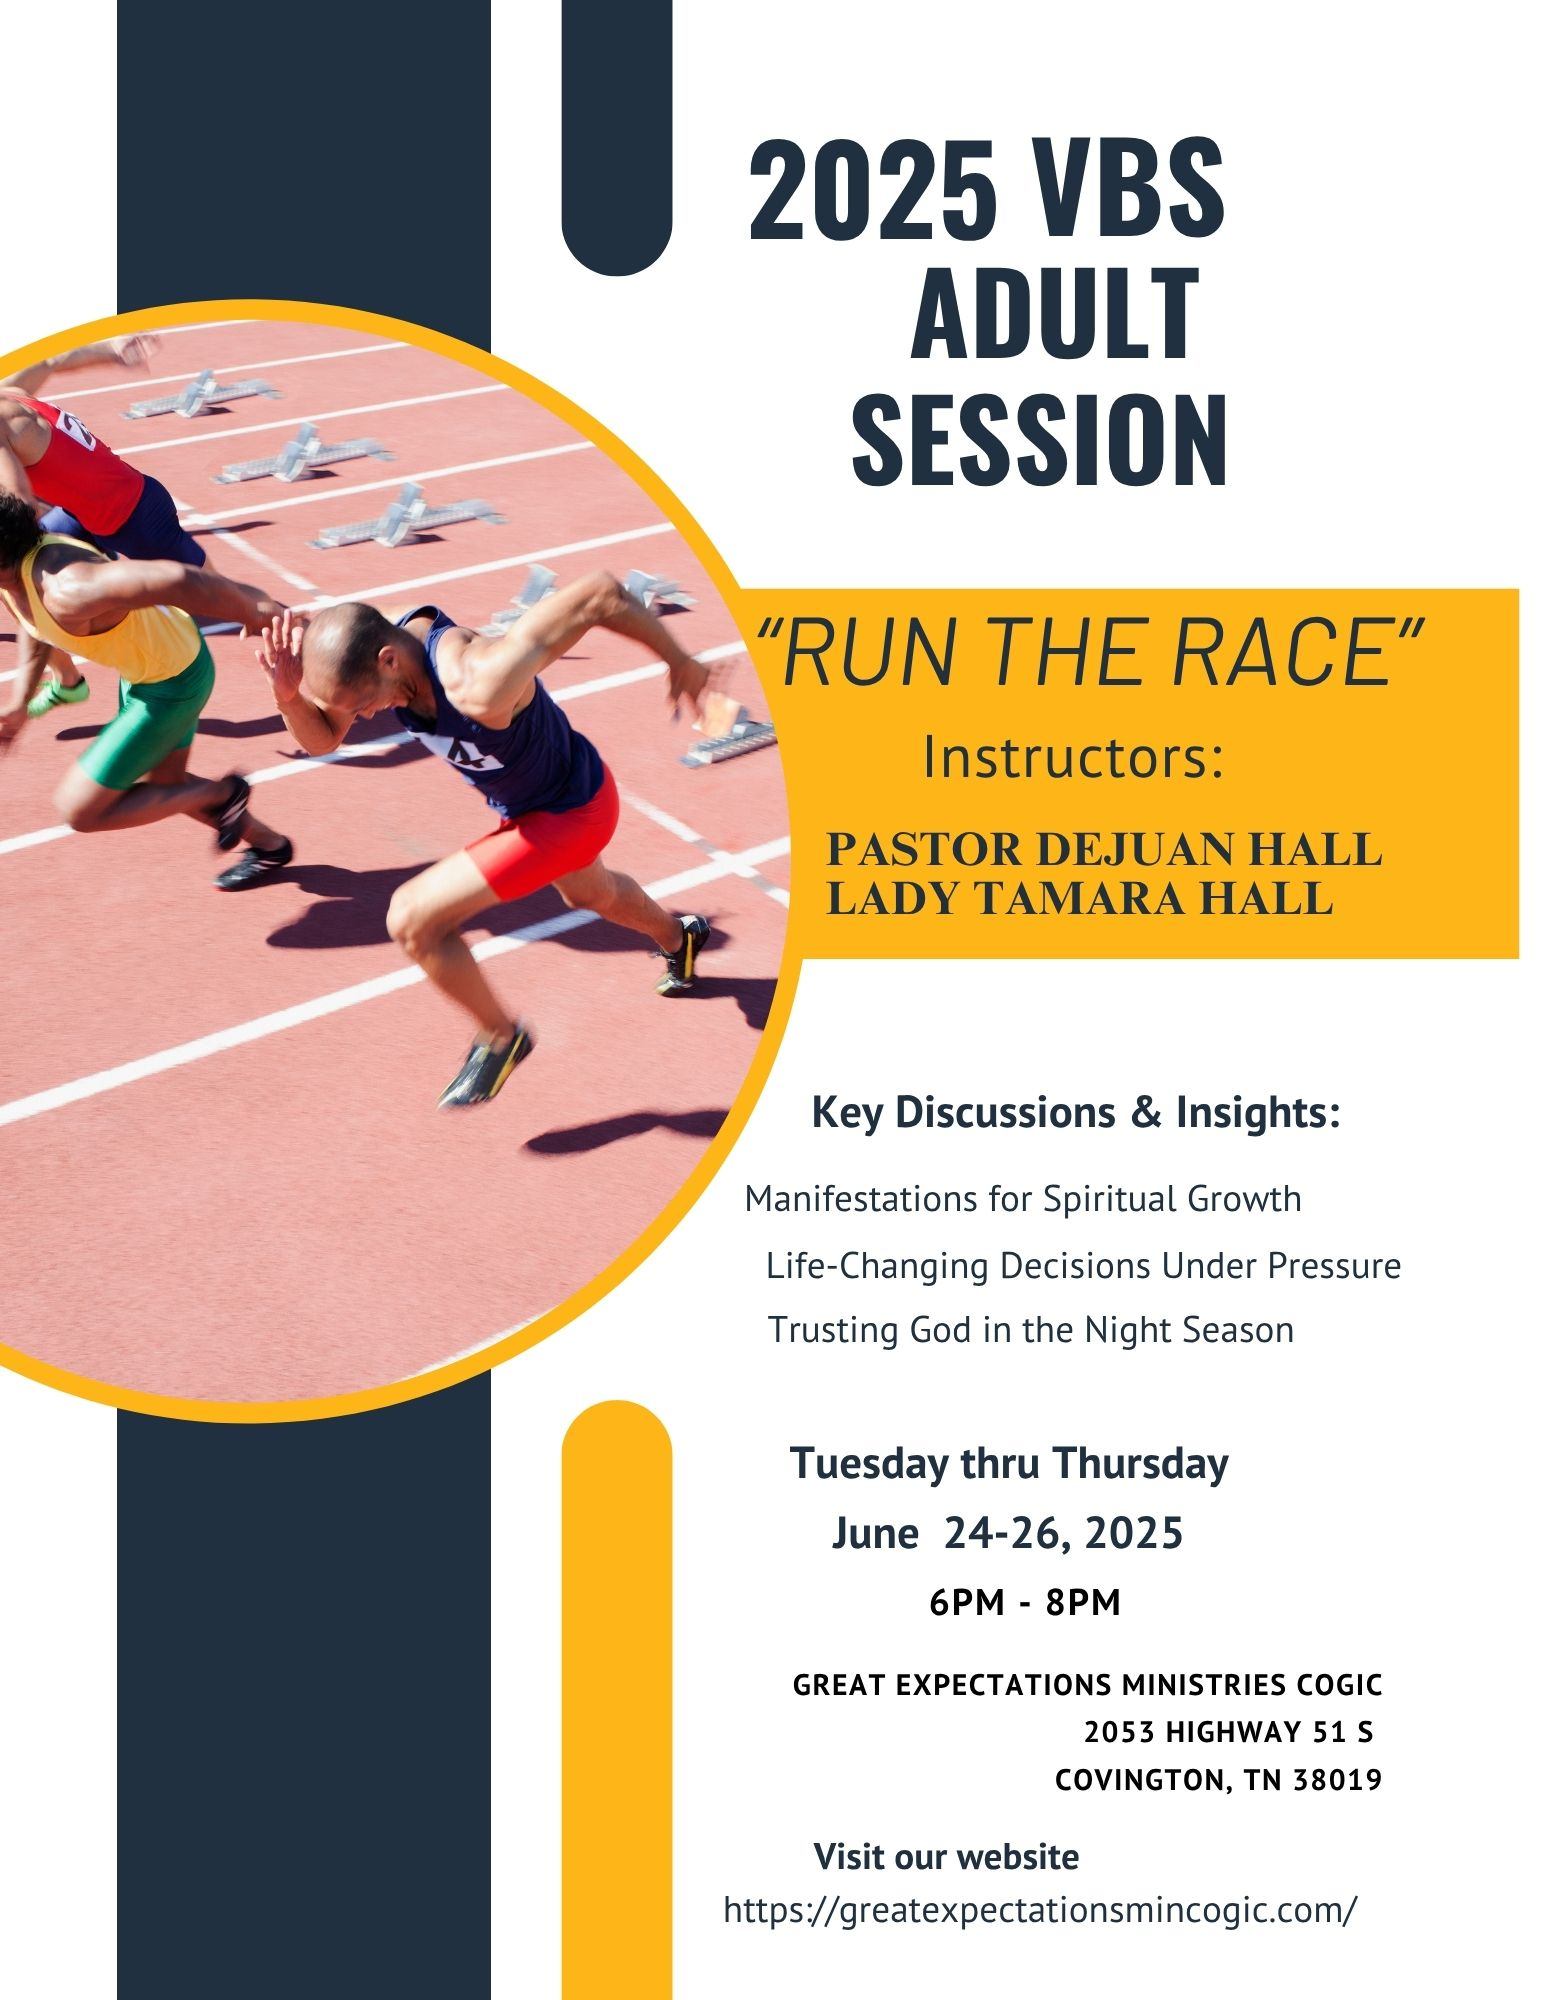 2025 VBS
ADULT
SESSION
“RUN THE RACE”
Instructors:
PASTOR DEJUAN HALL
LADY TAMARA HALL
Key Discussions & Insights:
Manifestations for Spiritual Growth
Life-Changing Decisions Under Pressure
Trusting God in the Night Season
Tuesday thru Thursday
June 24-26, 2025
6PM - 8PM
GREAT EXPECTATIONS MINISTRIES COGIC
2053 HIGHWAY 51 S
COVINGTON, TN 38019
Visit our website
https://greatexpectationsmincogic.com/